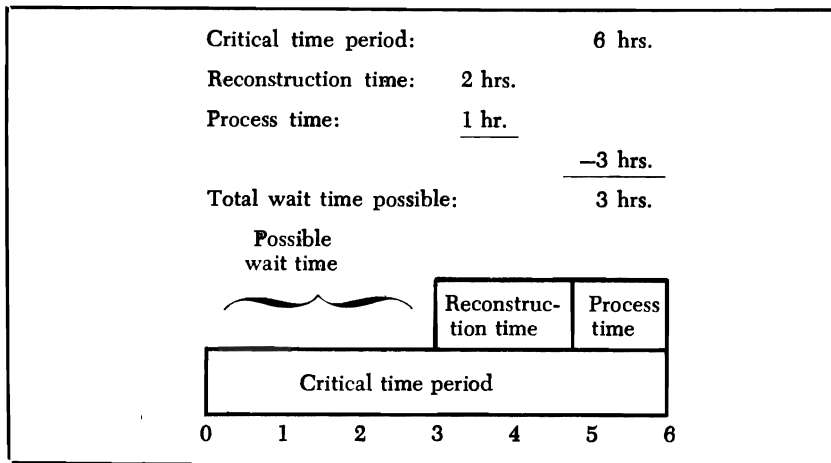 Critical time period: 6 hrs.
Reconstruction time: 2 hrs.
Process time: 1 hr.
–3 hrs.
Total wait time possible: 3 hrs.
Possible
wait time
Reconstruc-
tion time
Process
time
Critical time period
0 1 2 3 4 5 6